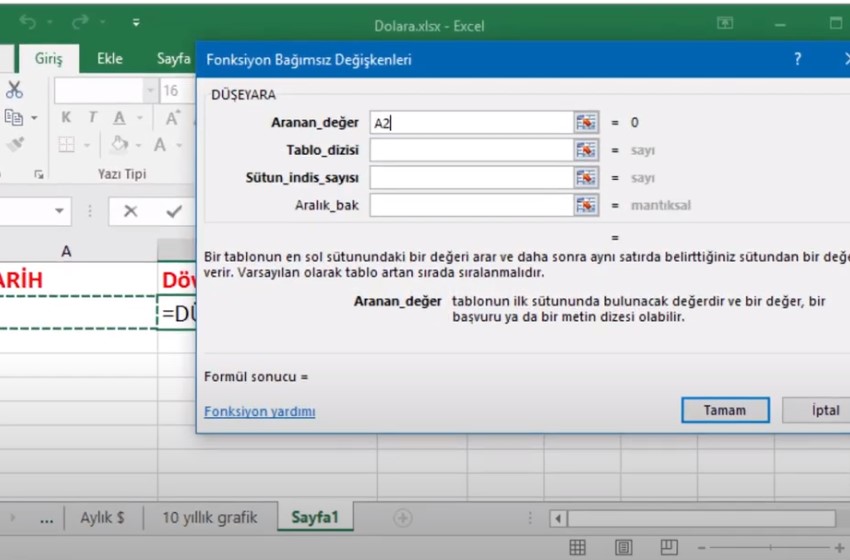 Dolara.xlsx - Excel
Giriş Ekle Sayfa
Fonksiyon Bağımsız Değişkenleri ?
16
K T A A
Yazı Tipi
DÜŞEYARA
Aranan_değer A2 = 0
Tablo_dizisi = sayı
Sütun_indis_sayısı = sayı
Aralık_bak = mantıksal
=
Bir tablonun en sol sütunundaki bir değeri arar ve daha sonra aynı satırda belirttiğiniz sütundan bir değe
verir. Varsayılan olarak tablo artan sırada sıralanmalıdır.
Aranan_değer tablonun ilk sütununda bulunacak değerdir ve bir değer, bir
başvuru ya da bir metin dizesi olabilir.
Formül sonucu =
Fonksiyon yardımı
Tamam İptal
A
ARİH Döv
=DÜ
... Aylık $ 10 yıllık grafik Sayfa1